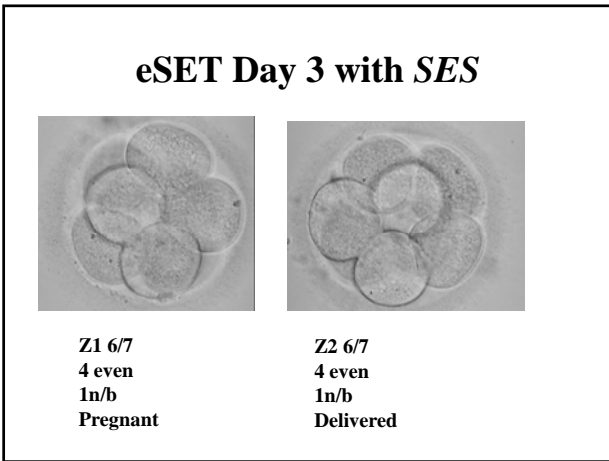 eSET Day 3 with SES
Z1 6/7
4 even
1n/b
Pregnant
Z2 6/7
4 even
1n/b
Delivered